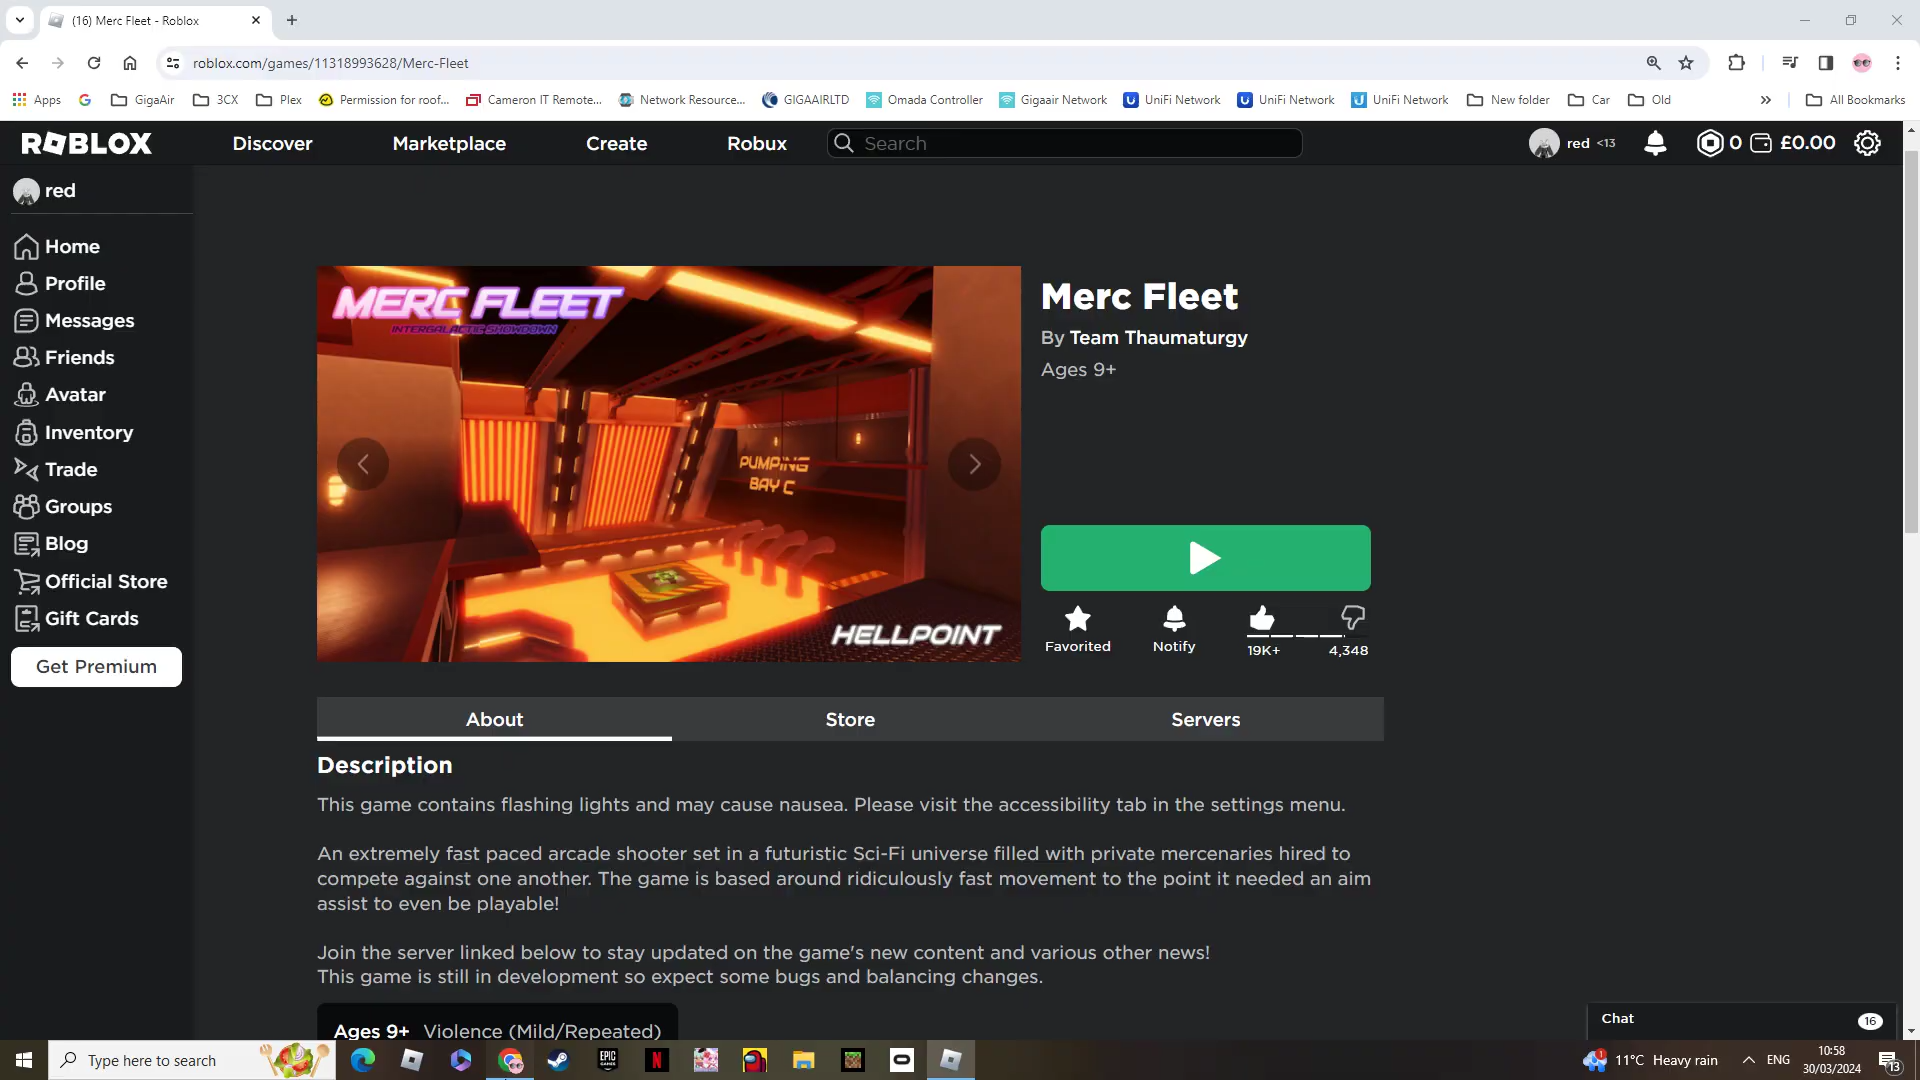 (16) Merc Fleet - Roblox
roblox.com/games/11318993628/Merc-Fleet
Apps
GigaAir
3CX
Plex
Permission for roof...
Cameron IT Remote...
Network Resource...
GIGAAIRLTD
Omada Controller
Gigaair Network
UniFi Network
UniFi Network
UniFi Network
New folder
Car
Old
All Bookmarks
ROBLOX
Discover
Marketplace
Create
Robux
Search
red <13
0
£0.00
red
Home
Profile
Messages
Friends
Avatar
Inventory
Trade
Groups
Blog
Official Store
Gift Cards
Get Premium
MERC FLEET
INTERGALACTIC SHOWDOWN
PUMPING
BAY C
HELLPOINT
Merc Fleet
By Team Thaumaturgy
Ages 9+
Favorited
Notify
19K+
4,348
About
Store
Servers
Description
This game contains flashing lights and may cause nausea. Please visit the accessibility tab in the settings menu.
An extremely fast paced arcade shooter set in a futuristic Sci-Fi universe filled with private mercenaries hired to
compete against one another. The game is based around ridiculously fast movement to the point it needed an aim
assist to even be playable!
Join the server linked below to stay updated on the game's new content and various other news!
This game is still in development so expect some bugs and balancing changes.
Ages 9+ Violence (Mild/Repeated)
Chat
16
Type here to search
EPIC
GAMES
N
1
11°C Heavy rain
ENG
10:58
30/03/2024
13